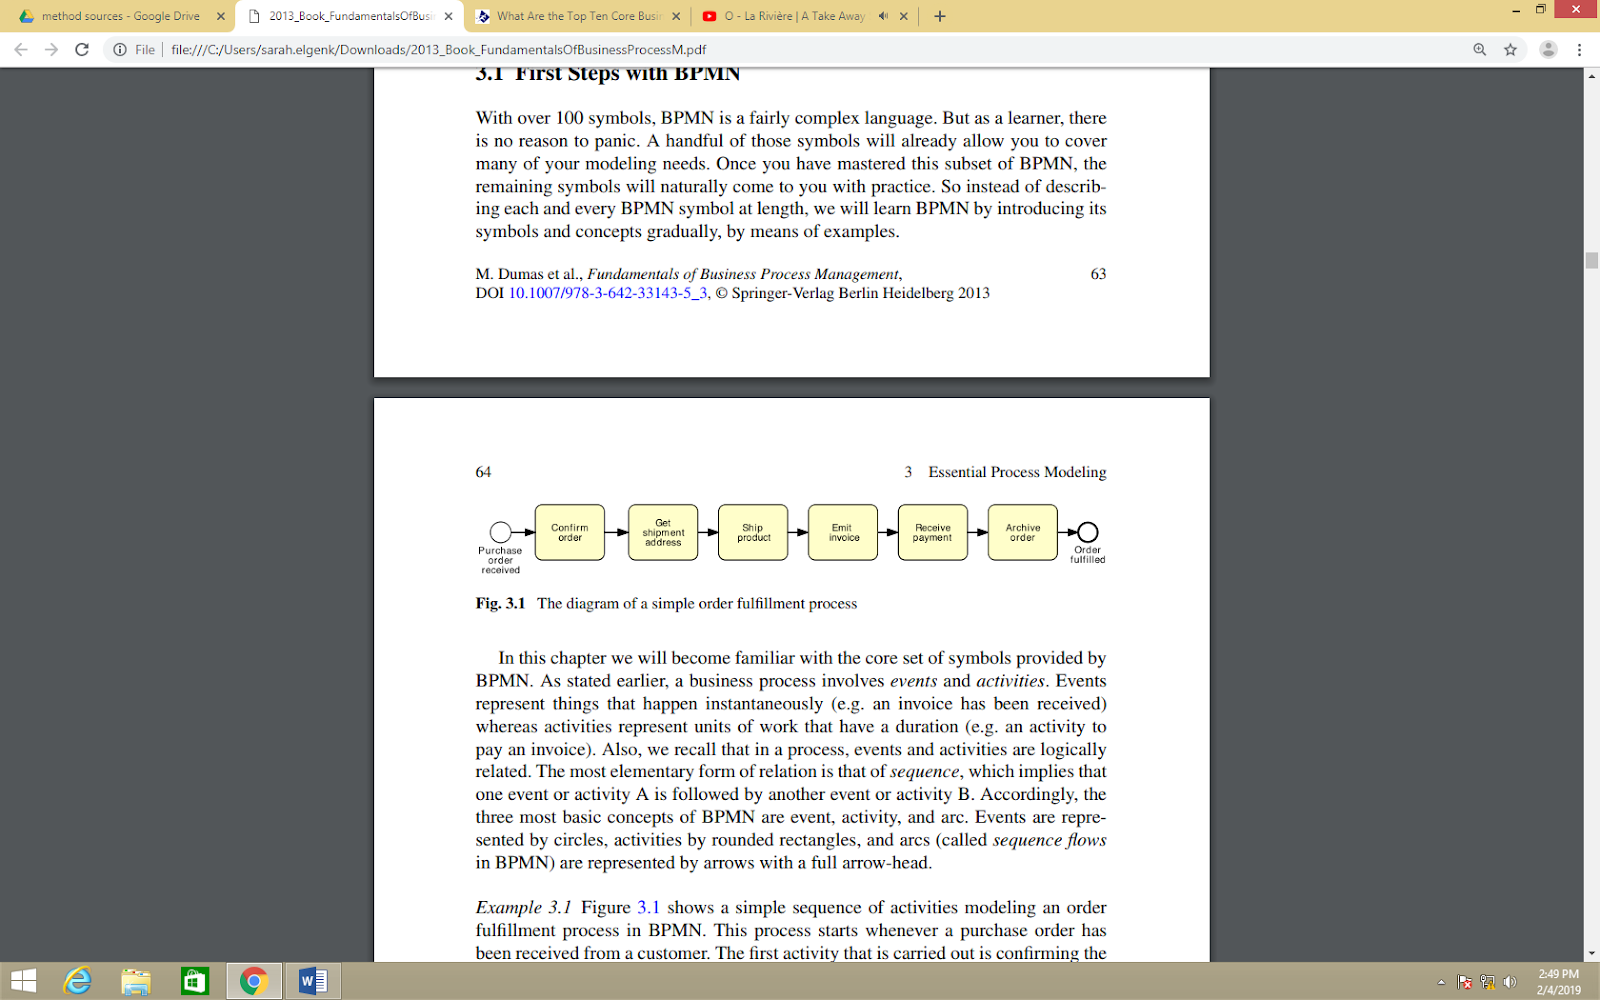 method sources - Google Drive
2013_Book_FundamentalsOfBusi
What Are the Top Ten Core Busi
O - La Rivière | A Take Away
File
file:///C:/Users/sarah.elgenk/Downloads/2013_Book_FundamentalsOfBusinessProcessM.pdf
3.1 First Steps with BPMN
With over 100 symbols, BPMN is a fairly complex language. But as a learner, there
is no reason to panic. A handful of those symbols will already allow you to cover
many of your modeling needs. Once you have mastered this subset of BPMN, the
remaining symbols will naturally come to you with practice. So instead of describ-
ing each and every BPMN symbol at length, we will learn BPMN by introducing its
symbols and concepts gradually, by means of examples.
M. Dumas et al., Fundamentals of Business Process Management,
63
DOI 10.1007/978-3-642-33143-5_3, © Springer-Verlag Berlin Heidelberg 2013
64
3 Essential Process Modeling
Purchase
order
received
Confirm
order
Get
shipment
address
Ship
product
Emit
invoice
Receive
payment
Archive
order
Order
fulfilled
Fig. 3.1 The diagram of a simple order fulfillment process
In this chapter we will become familiar with the core set of symbols provided by
BPMN. As stated earlier, a business process involves events and activities. Events
represent things that happen instantaneously (e.g. an invoice has been received)
whereas activities represent units of work that have a duration (e.g. an activity to
pay an invoice). Also, we recall that in a process, events and activities are logically
related. The most elementary form of relation is that of sequence, which implies that
one event or activity A is followed by another event or activity B. Accordingly, the
three most basic concepts of BPMN are event, activity, and arc. Events are repre-
sented by circles, activities by rounded rectangles, and arcs (called sequence flows
in BPMN) are represented by arrows with a full arrow-head.
Example 3.1 Figure 3.1 shows a simple sequence of activities modeling an order
fulfillment process in BPMN. This process starts whenever a purchase order has
been received from a customer. The first activity that is carried out is confirming the
2:49 PM
2/4/2019